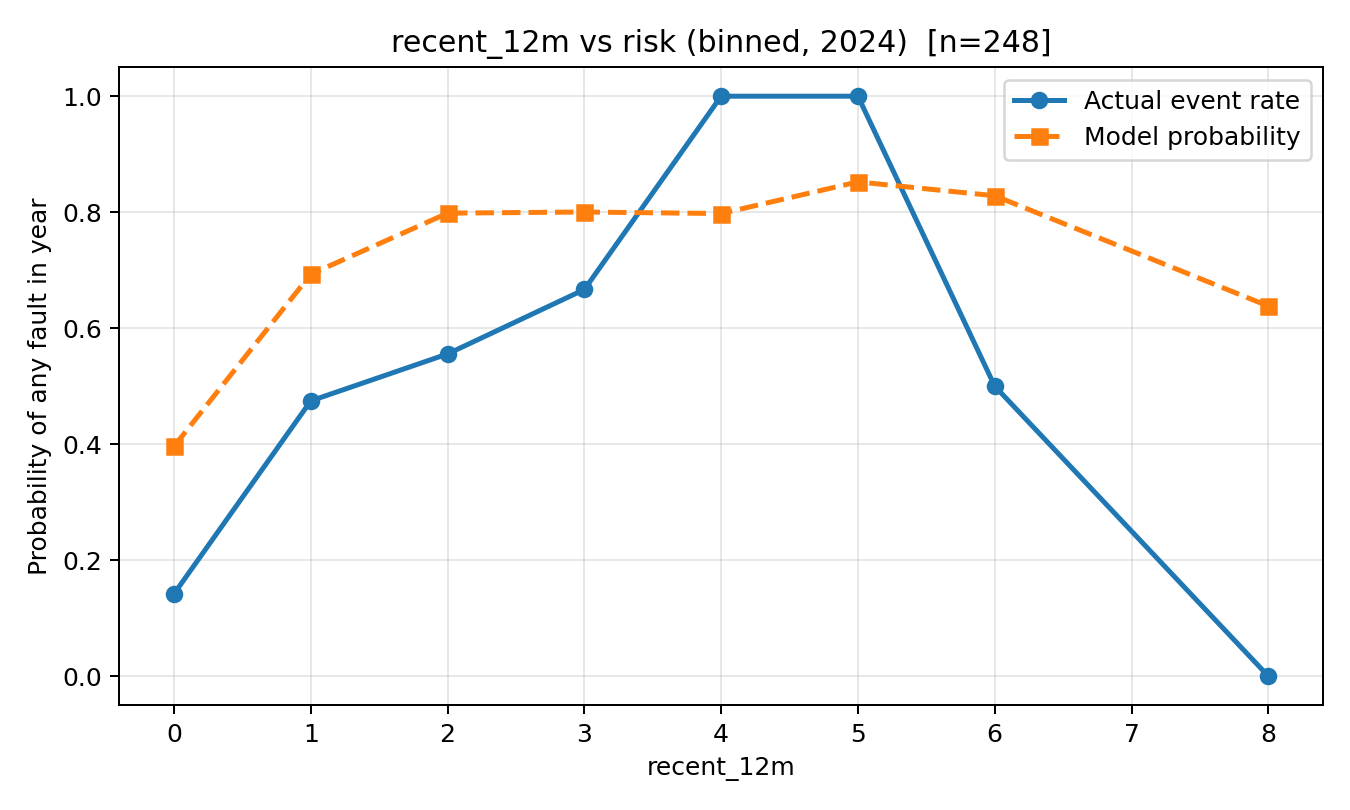 recent_12m vs risk (binned, 2024)  [n=248]
Actual event rate
Model probability
Probability of any fault in year
1.0
0.8
0.6
0.4
0.2
0.0
0 1 2 3 4 5 6 7 8
recent_12m